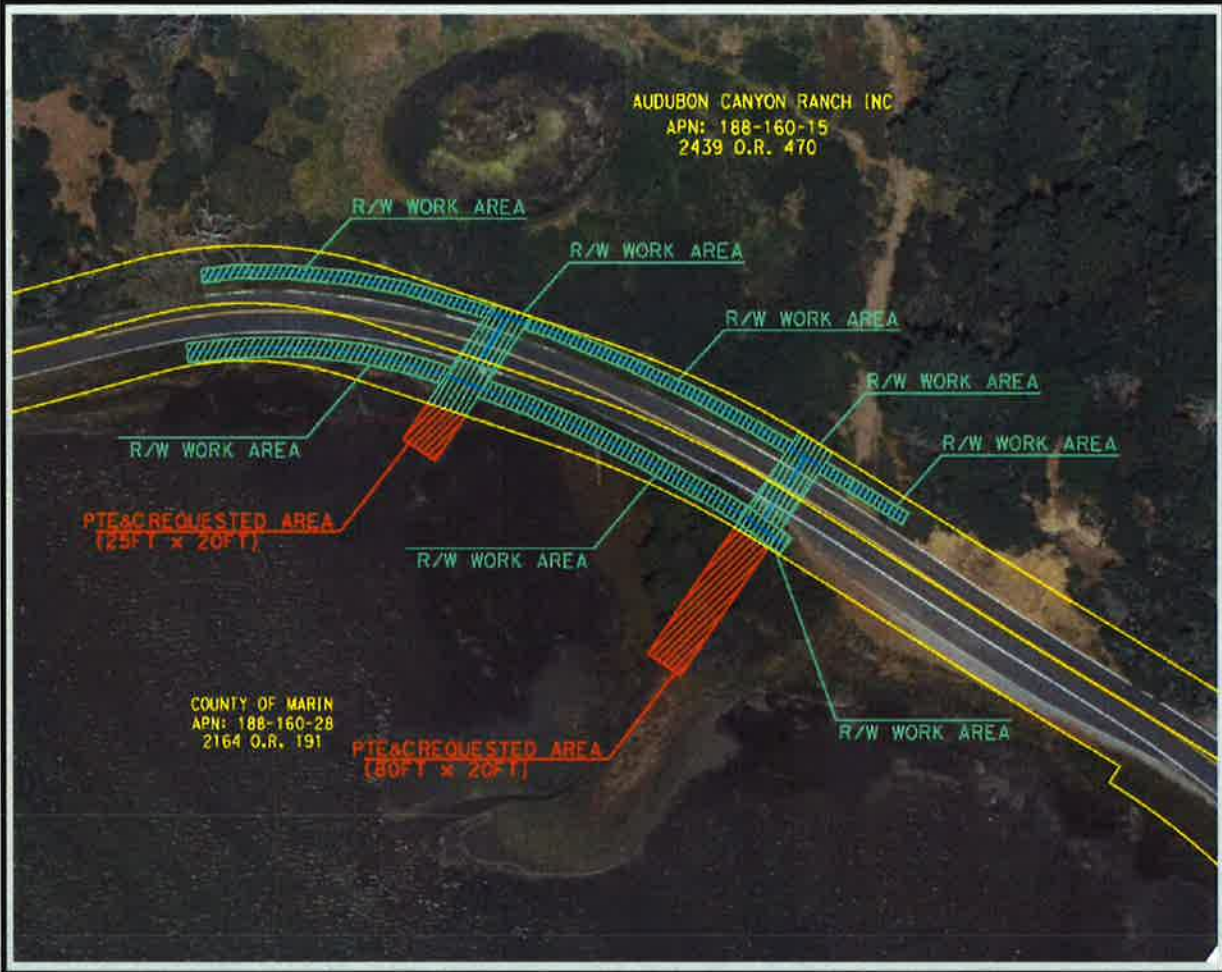 AUDUBON CANYON RANCH INC
APN: 188-160-15
2439 O.R. 470
R/W WORK AREA
R/W WORK AREA
R/W WORK AREA
R/W WORK AREA
R/W WORK AREA
R/W WORK AREA
PTE&CREQUESTED AREA
(25FT x 20FT)
R/W WORK AREA
COUNTY OF MARIN
APN: 188-160-28
2164 O.R. 191
PTE&CREQUESTED AREA
(80FT x 20FT)
R/W WORK AREA